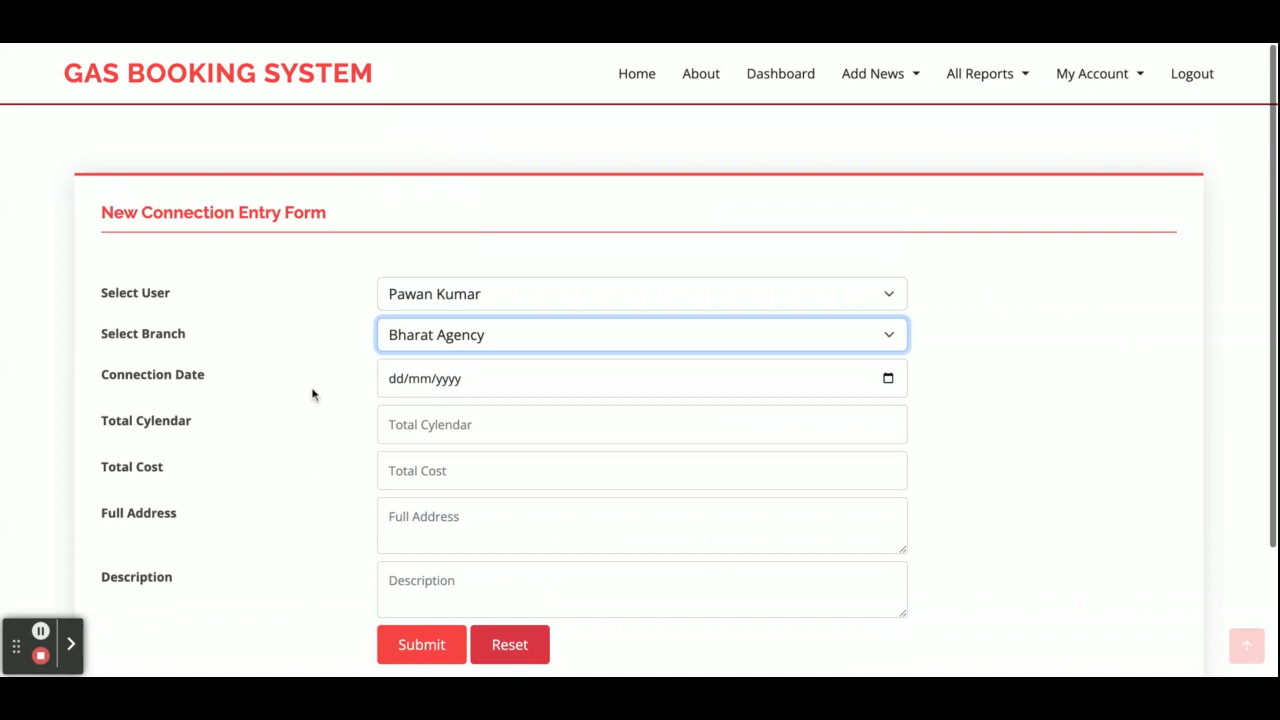 GAS BOOKING SYSTEM
Home About Dashboard Add News All Reports My Account Logout
New Connection Entry Form
Select User Pawan Kumar
Select Branch Bharat Agency
Connection Date dd/mm/yyyy
Total Cylendar Total Cylendar
Total Cost Total Cost
Full Address Full Address
Description Description
Submit Reset